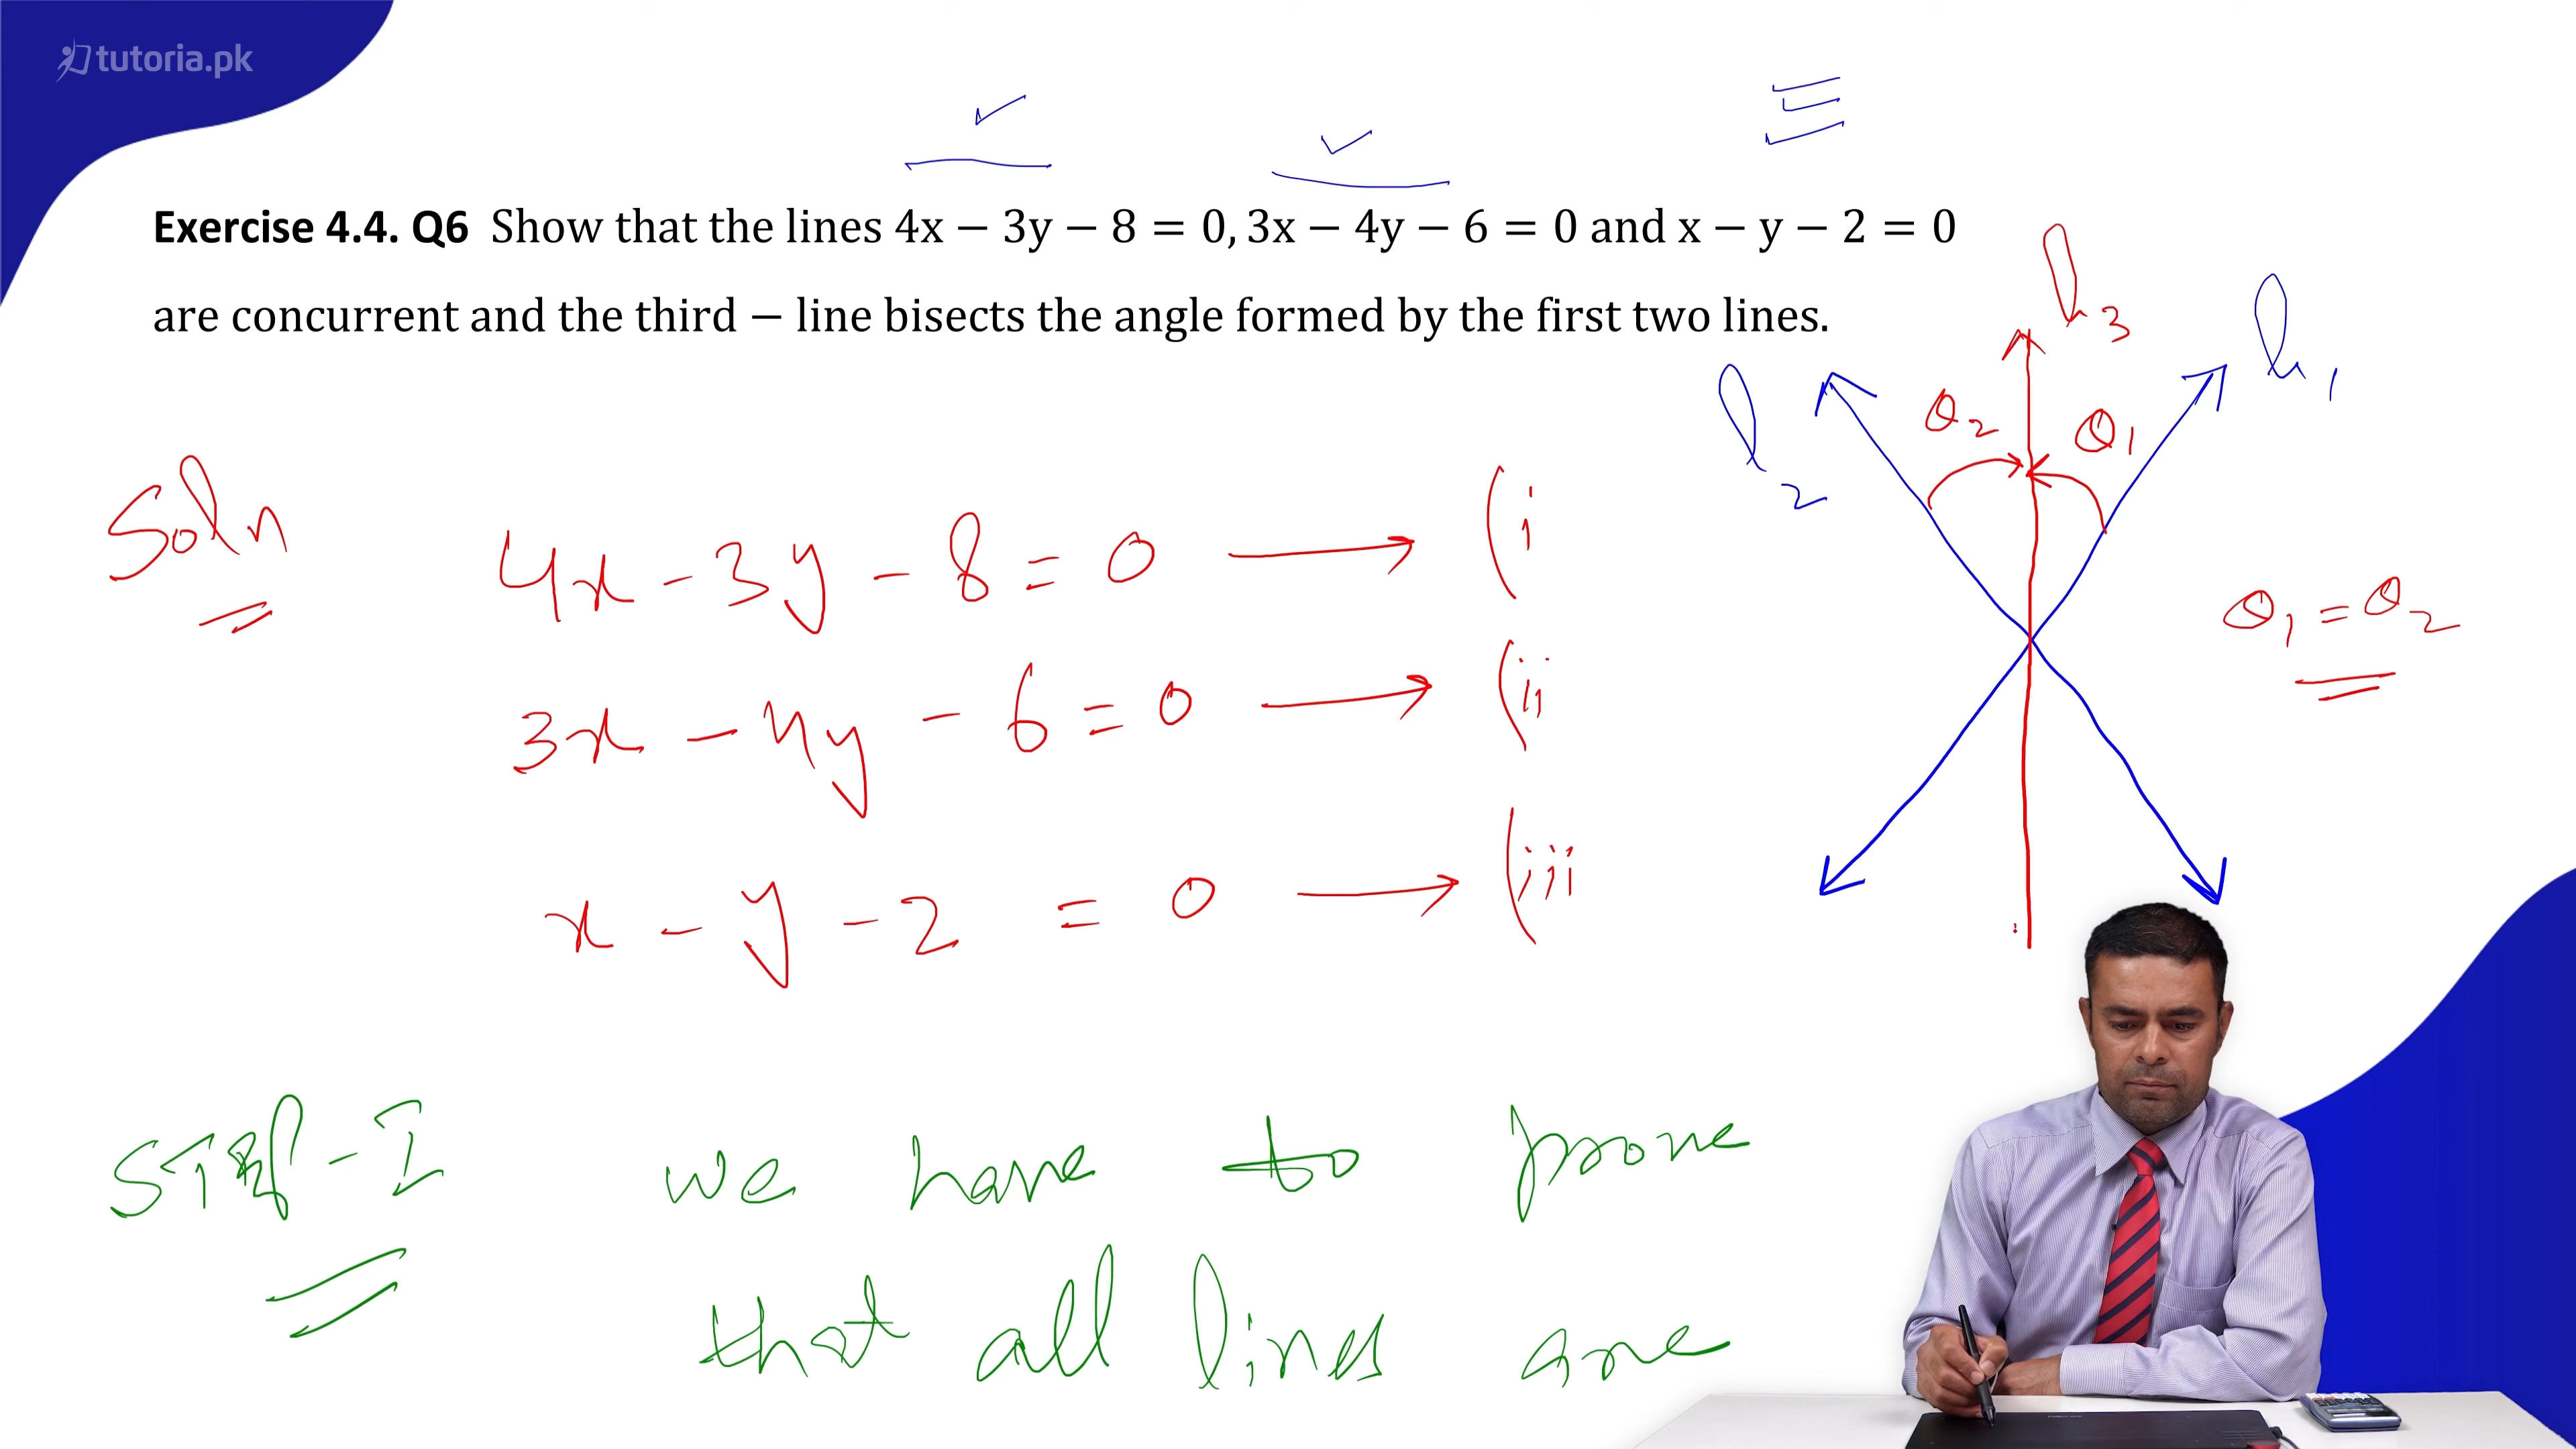 tutoria.pk
Exercise 4.4. Q6 Show that the lines 4x − 3y − 8 = 0, 3x − 4y − 6 = 0 and x − y − 2 = 0
are concurrent and the third − line bisects the angle formed by the first two lines.
l₃
l₁
l₂
θ₂ θ₁
θ₁ = θ₂
Soln
4x − 3y − 8 = 0 → (i
3x − 4y − 6 = 0 → (ii
x − y − 2 = 0 → (iii
STEP - I we have to prove
that all lines are